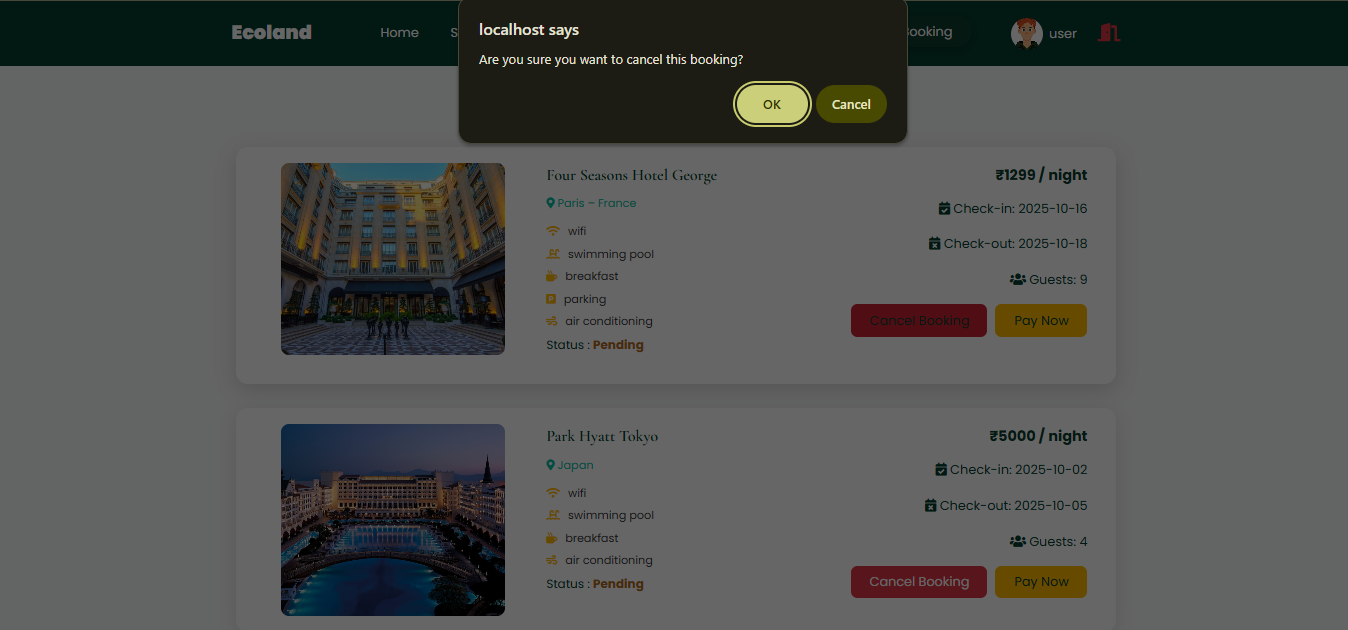 Ecoland
Home
S
ooking
user
localhost says
Are you sure you want to cancel this booking?
OK
Cancel
Four Seasons Hotel George
Paris – France
wifi
swimming pool
breakfast
parking
air conditioning
Status : Pending
₹1299 / night
Check-in: 2025-10-16
Check-out: 2025-10-18
Guests: 9
Cancel Booking
Pay Now
Park Hyatt Tokyo
Japan
wifi
swimming pool
breakfast
air conditioning
Status : Pending
₹5000 / night
Check-in: 2025-10-02
Check-out: 2025-10-05
Guests: 4
Cancel Booking
Pay Now